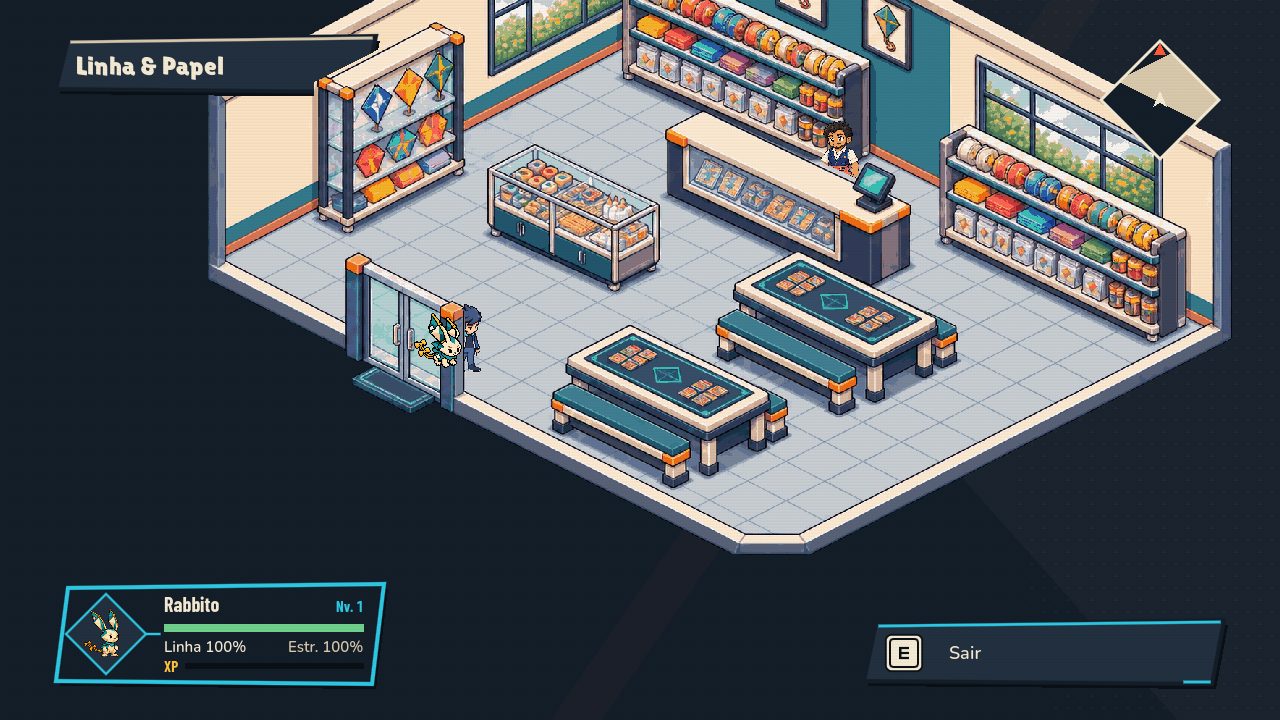 Linha & Papel
Rabbito
Nv. 1
Linha 100%
Estr. 100%
XP
E
Sair